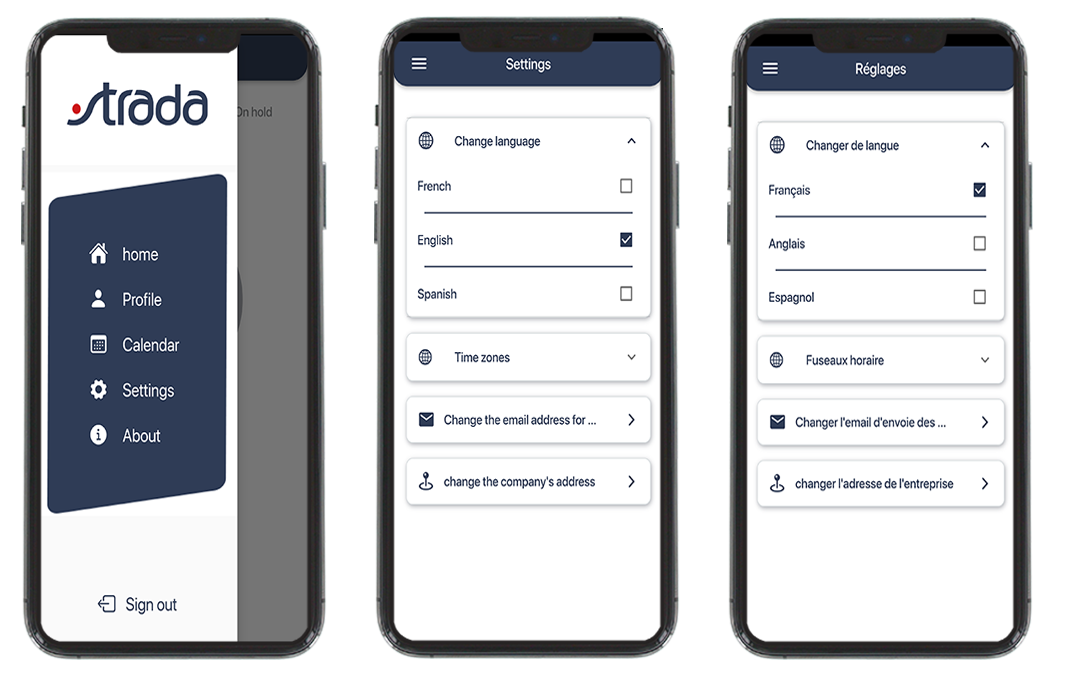 strada
On hold
home
Profile
Calendar
Settings
About
Sign out
Settings
Change language
French
English
Spanish
Time zones
Change the email address for ...
change the company's address
Réglages
Changer de langue
Français
Anglais
Espagnol
Fuseaux horaire
Changer l'email d'envoie des ...
changer l'adresse de l'entreprise